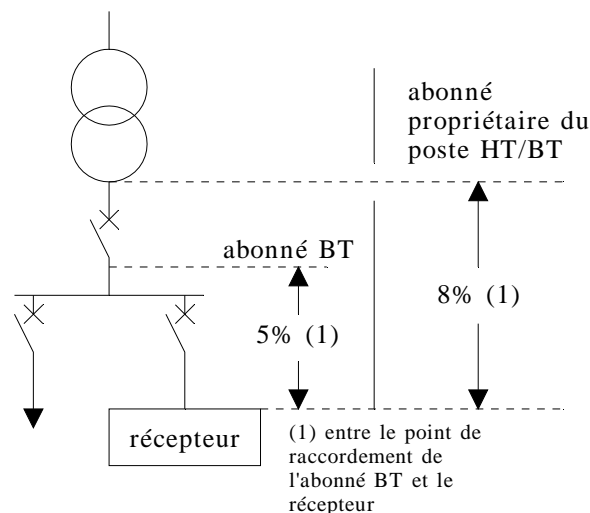 abonné
propriétaire du
poste HT/BT
abonné BT
8% (1)
5% (1)
récepteur
(1) entre le point de
raccordement de
l'abonné BT et le
récepteur